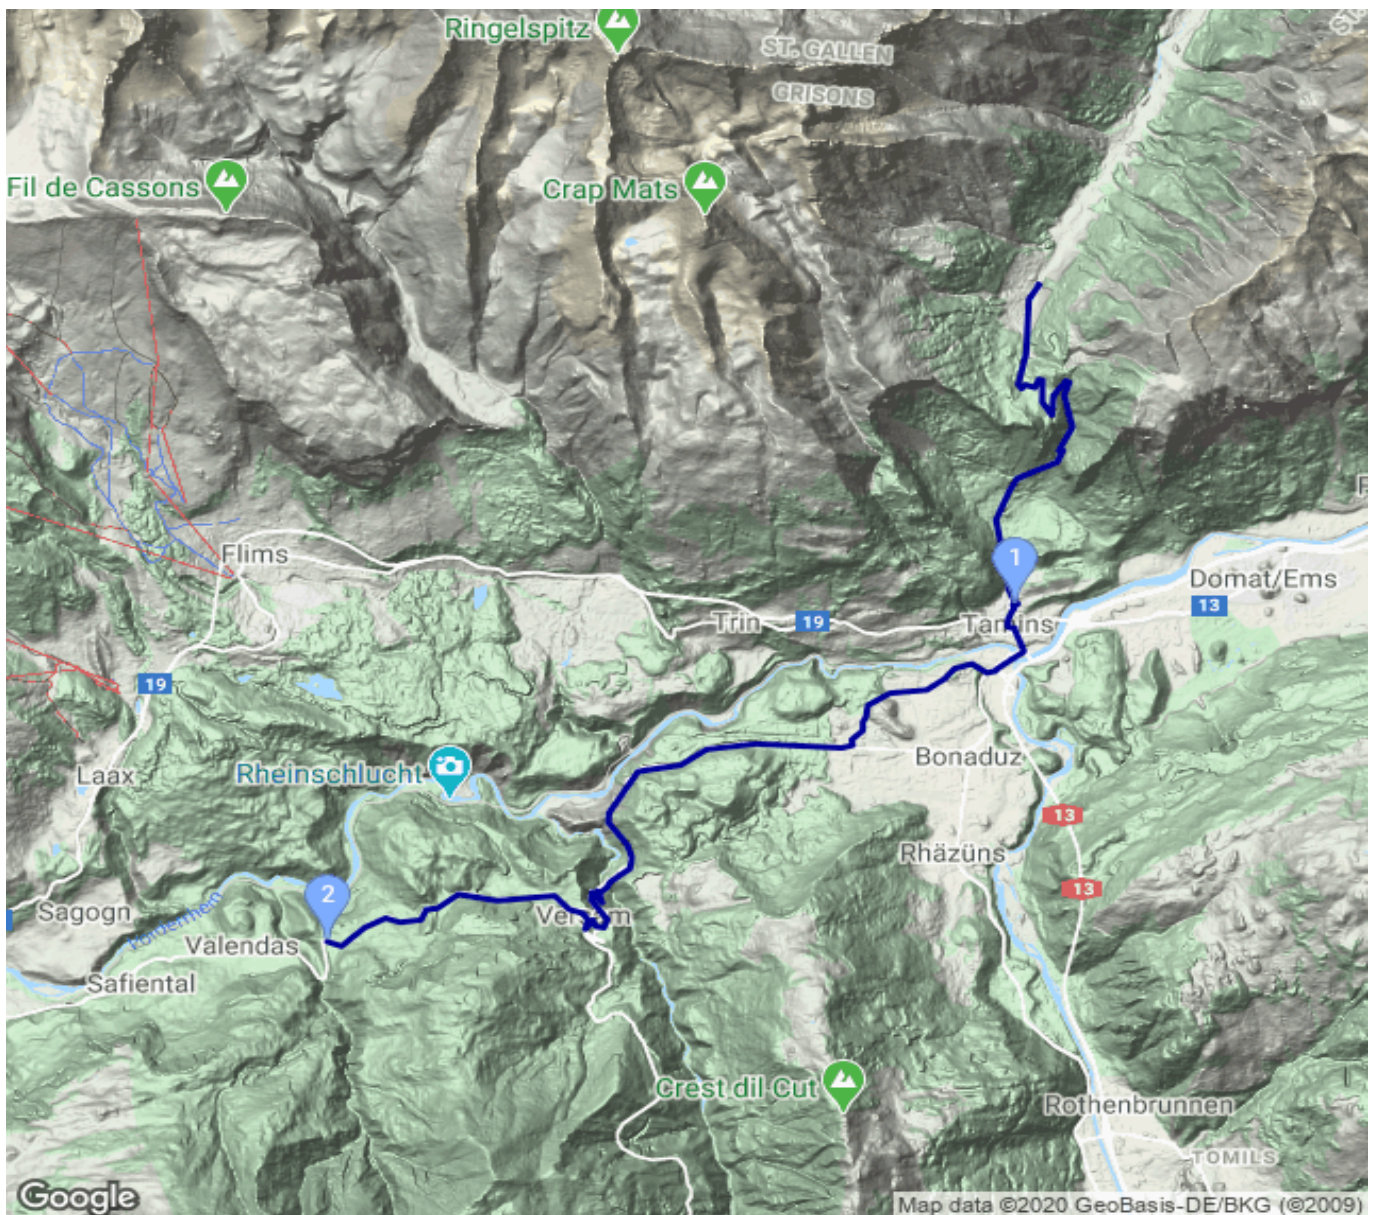 Ringelspitz
ST. GALLEN
GRISONS
Fil de Cassons
Crap Mats
Flims
1
Domat/Ems
13
Trin
19
Tamins
19
Bonaduz
Laax
Rheinschlucht
13
Rhäzüns
13
2
Sagogn
Versam
Vorderrhein
Valendas
Safiental
Crest dil Cut
Rothenbrunnen
TOMILS
Google
Map data ©2020 GeoBasis-DE/BKG (©2009)